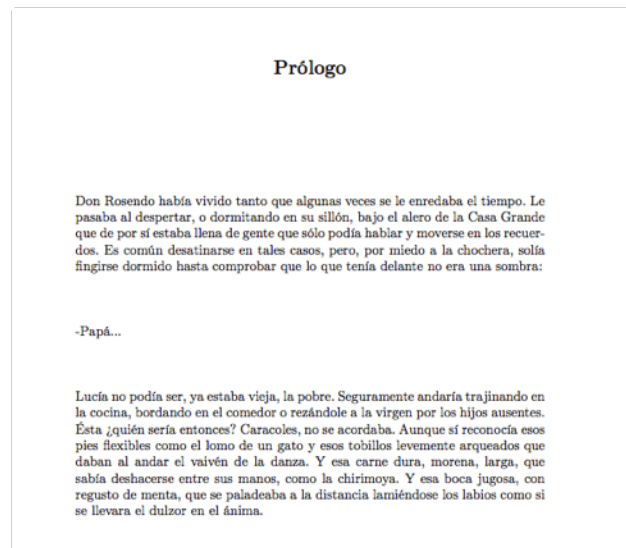 Prólogo
Don Rosendo había vivido tanto que algunas veces se le enredaba el tiempo. Le
pasaba al despertar, o dormitando en su sillón, bajo el alero de la Casa Grande
que de por sí estaba llena de gente que sólo podía hablar y moverse en los recuer-
dos. Es común desatinarse en tales casos, pero, por miedo a la chochera, solía
fingirse dormido hasta comprobar que lo que tenía delante no era una sombra:
-Papá...
Lucía no podía ser, ya estaba vieja, la pobre. Seguramente andaría trajinando en
la cocina, bordando en el comedor o rezándole a la virgen por los hijos ausentes.
Ésta ¿quién sería entonces? Caracoles, no se acordaba. Aunque sí reconocía esos
pies flexibles como el lomo de un gato y esos tobillos levemente arqueados que
daban al andar el vaivén de la danza. Y esa carne dura, morena, larga, que
sabía deshacerse entre sus manos, como la chirimoya. Y esa boca jugosa, con
regusto de menta, que se paladeaba a la distancia lamiéndose los labios como si
se llevara el dulzor en el ánima.